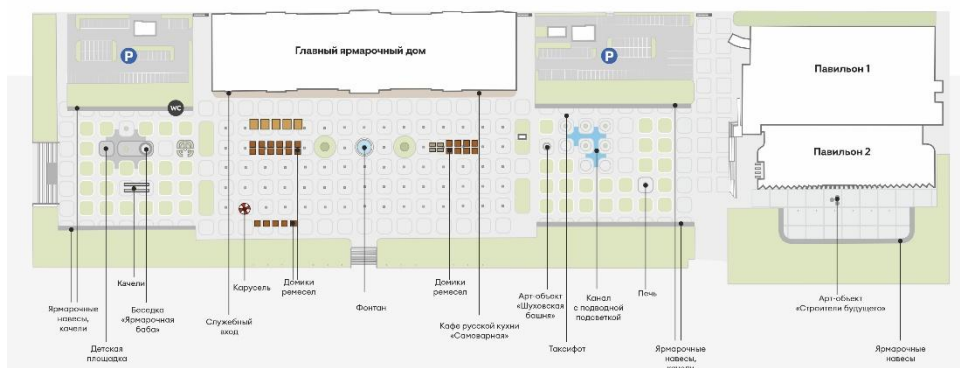 P
Главный ярмарочный дом
P
Павильон 1
WC
Павильон 2
Ярмарочные
навесы,
качели
Детская
площадка
Качели
Беседка
«Ярмарочная
баба»
Служебный
вход
Карусель
Домики
ремесел
Фонтан
Домики
ремесел
Кафе русской кухни
«Самоварная»
Арт-объект
«Шуховская
башня»
Таксифот
Канал
с подводной
подсветкой
Печь
Ярмарочные
навесы,
качели
Арт-объект
«Строители будущего»
Ярмарочные
навесы